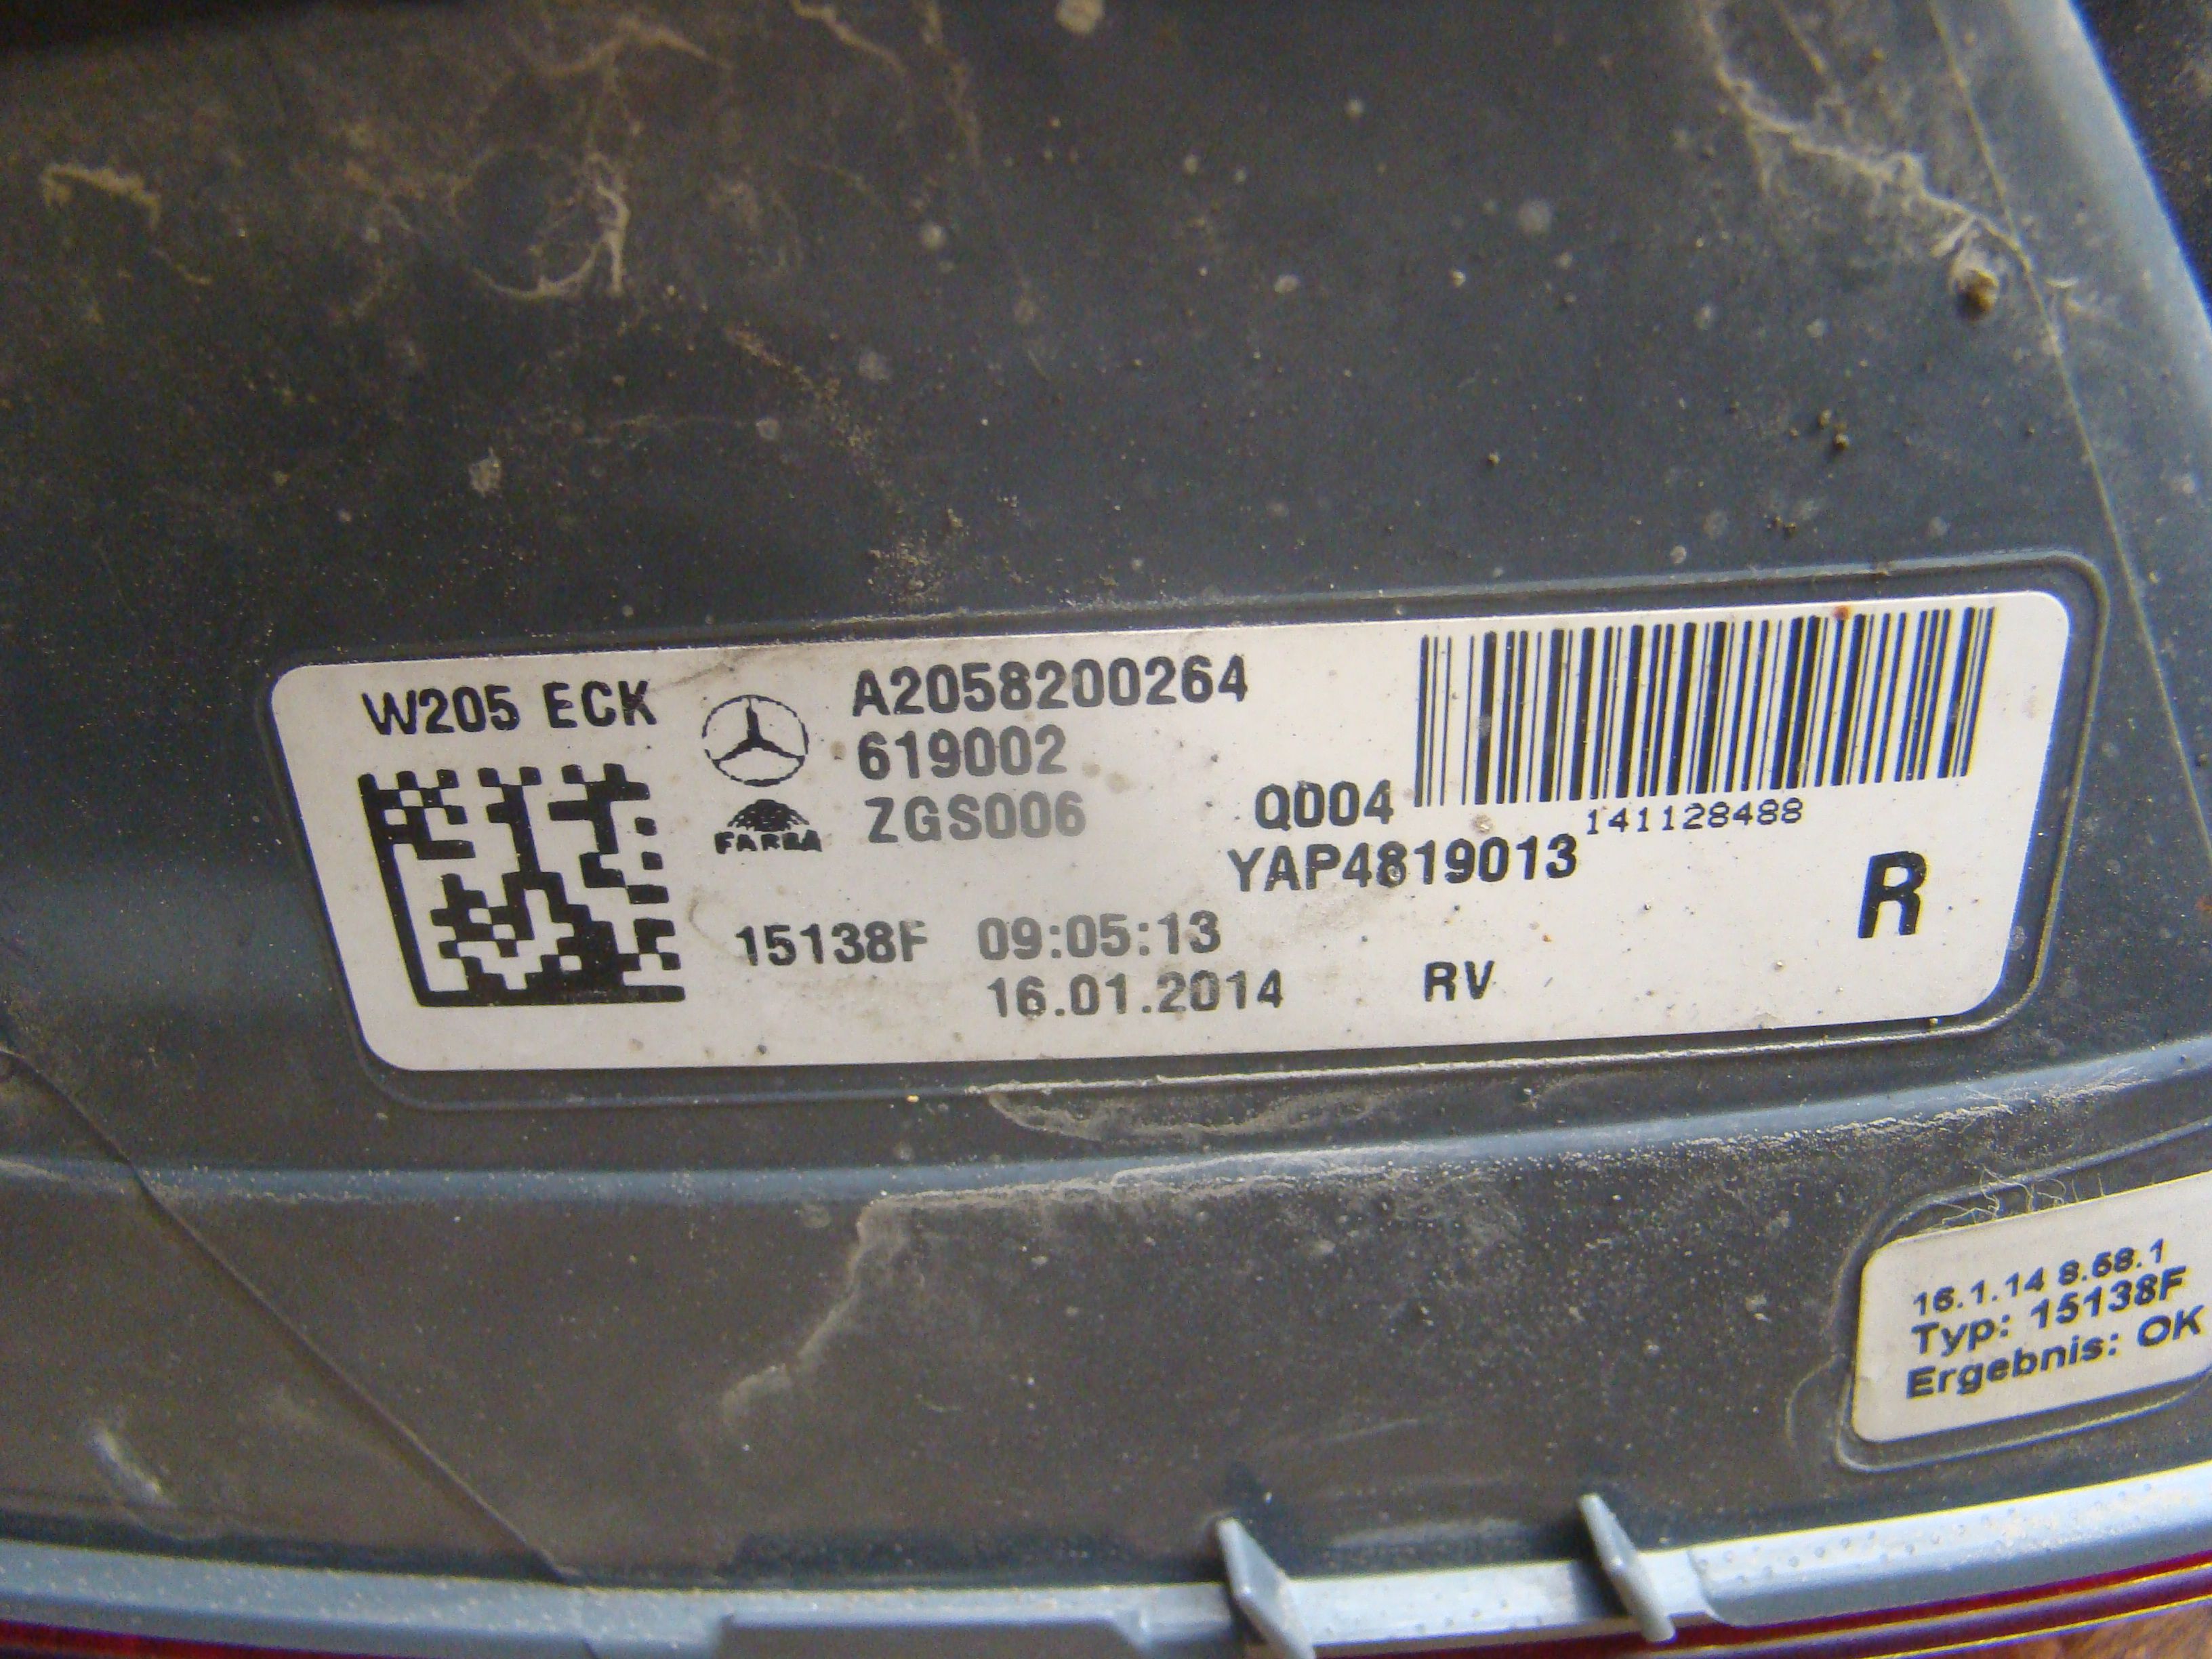 W205 ECK
A2058200264
619002
FARBA
ZGS006
Q004
141128488
YAP4819013
R
15138F 09:05:13
16.01.2014
RV
16.1.14 8.58.1
Typ: 15138F
Ergebnis: OK